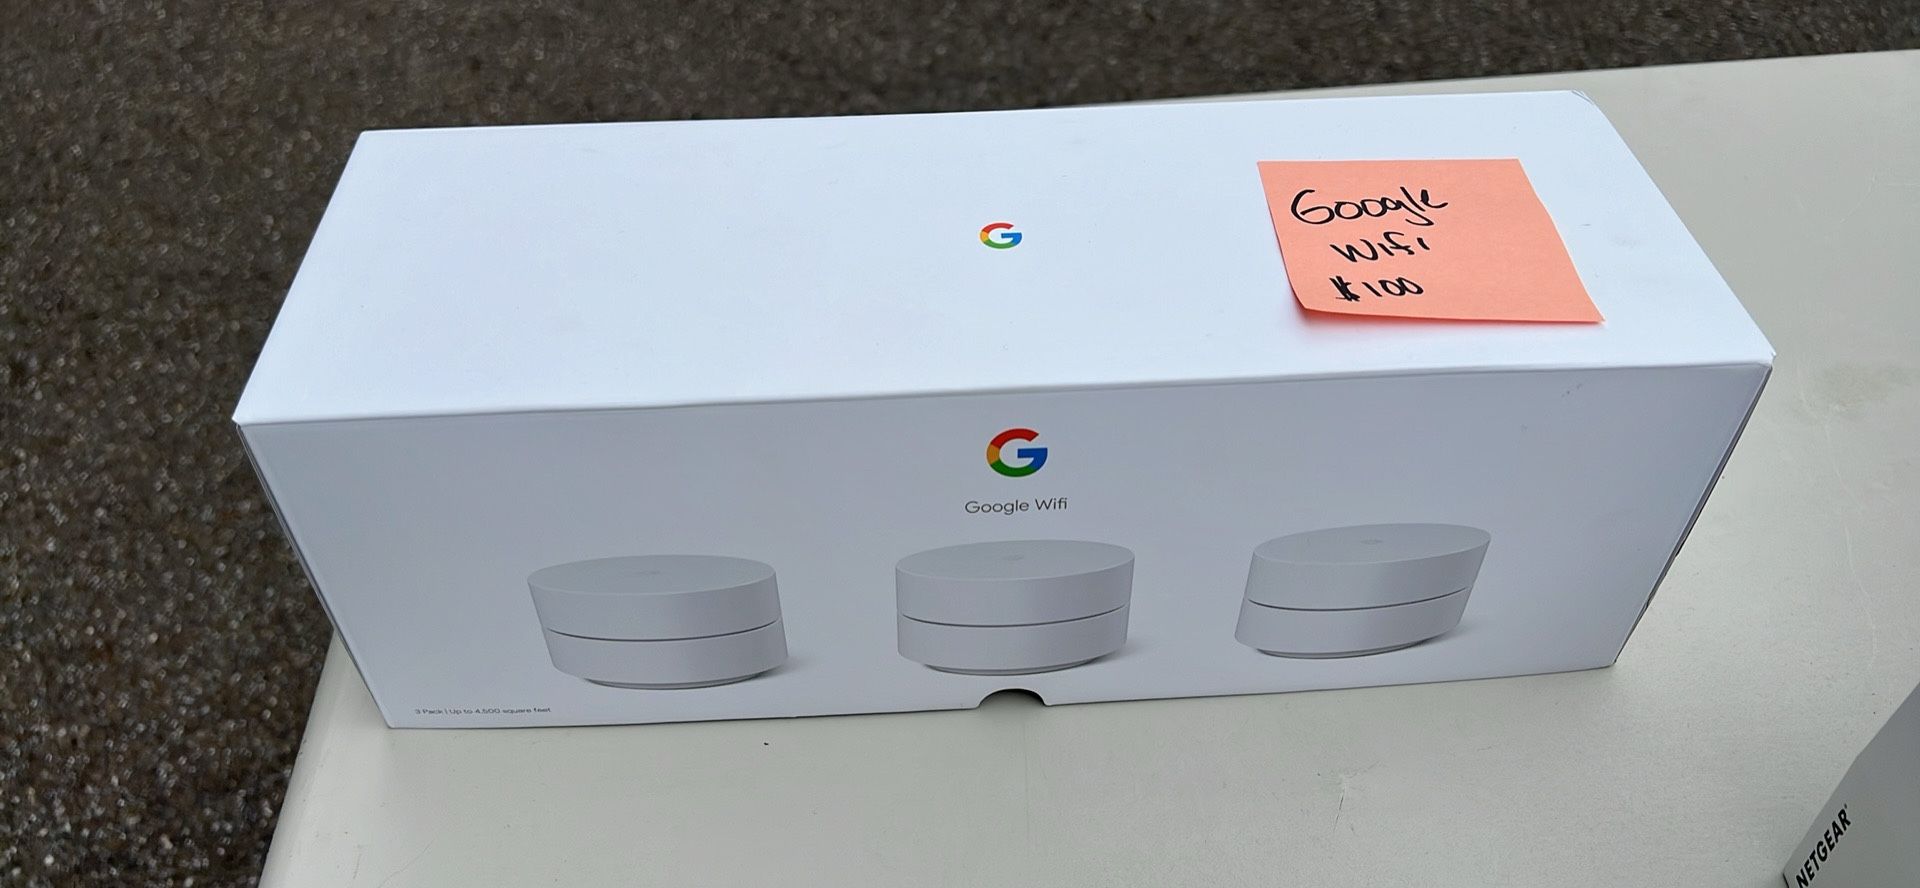 Google
Wifi
$100
Google Wifi
3 Pack | Up to 4,500 square feet
NETGEAR